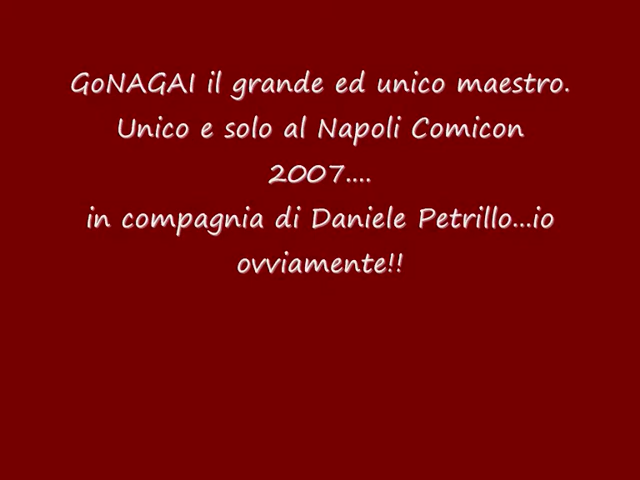 GoNAGAI il grande ed unico maestro.
Unico e solo al Napoli Comicon
2007....
in compagnia di Daniele Petrillo...io
ovviamente!!